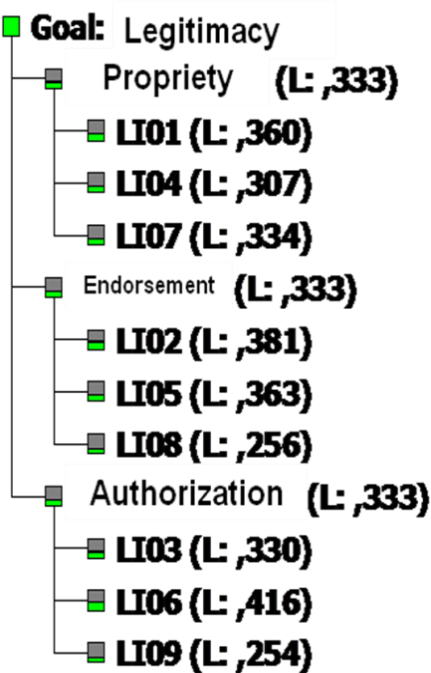 Goal: Legitimacy
Propriety (L: ,333)
LI01 (L: ,360)
LI04 (L: ,307)
LI07 (L: ,334)
Endorsement (L: ,333)
LI02 (L: ,381)
LI05 (L: ,363)
LI08 (L: ,256)
Authorization (L: ,333)
LI03 (L: ,330)
LI06 (L: ,416)
LI09 (L: ,254)